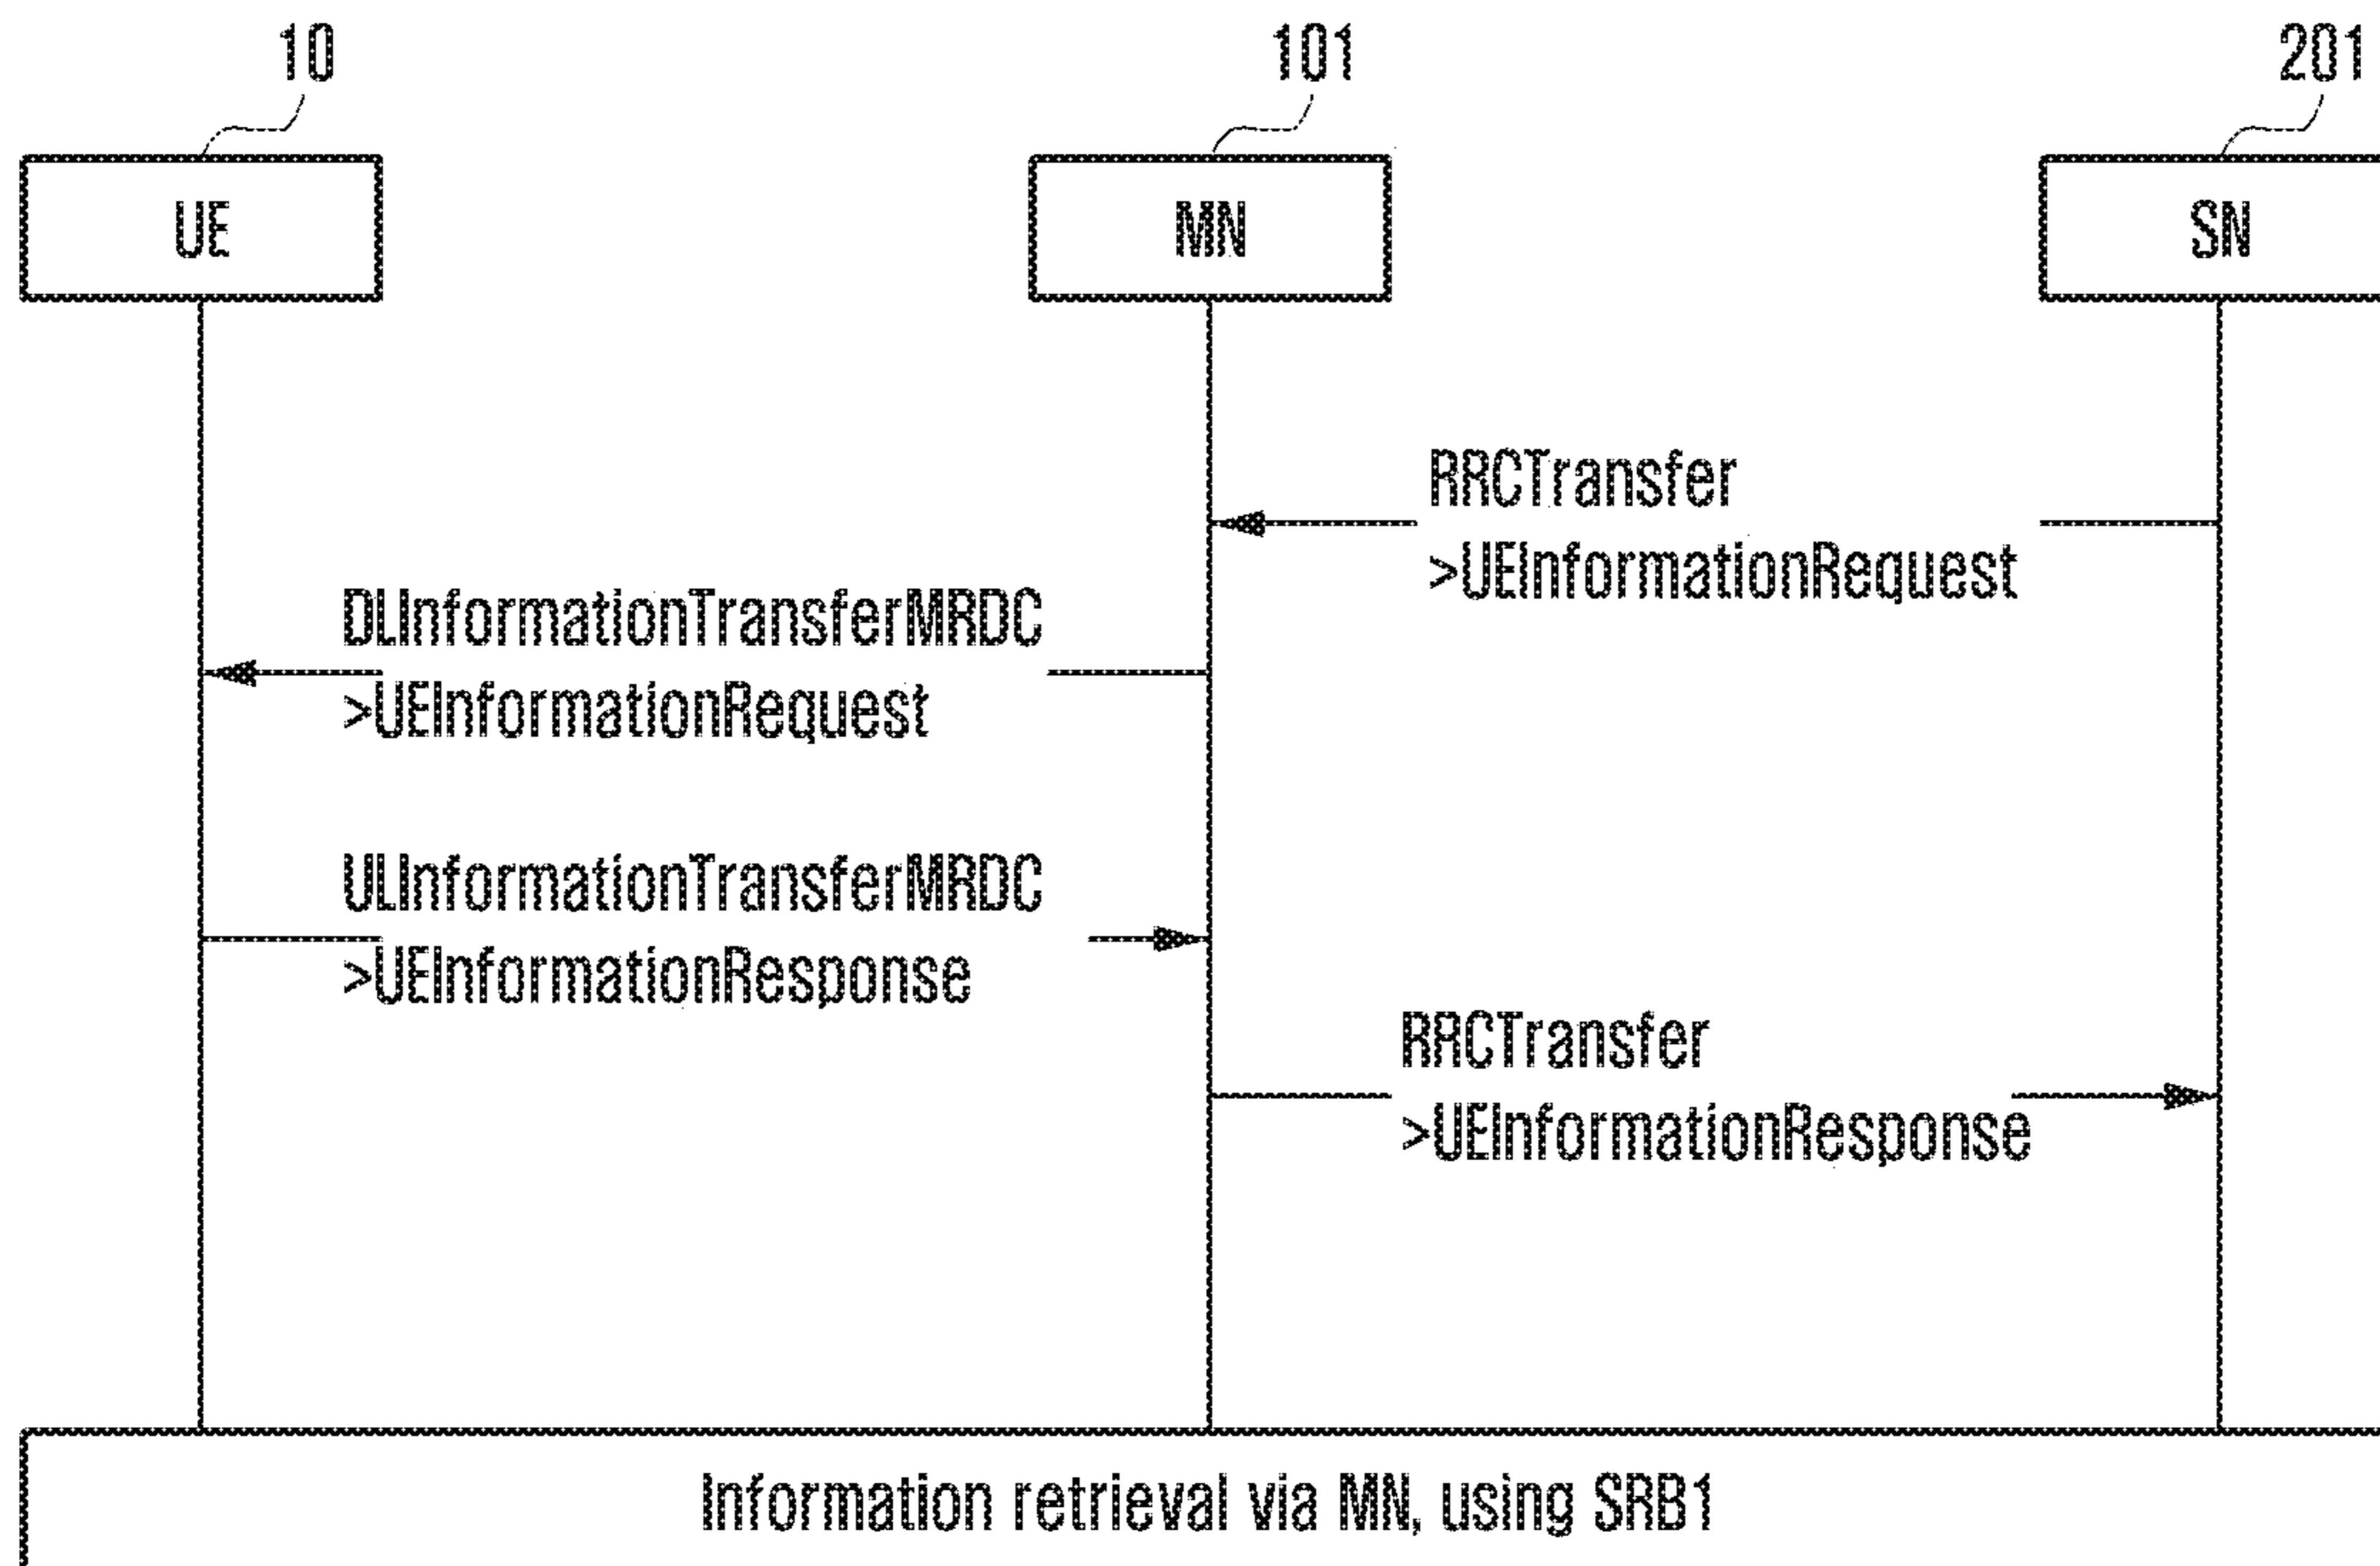 10
101
201
UE
MN
SN
RRCTransfer
>UEInformationRequest
DLInformationTransferMRDC
>UEInformationRequest
ULInformationTransferMRDC
>UEInformationResponse
RRCTransfer
>UEInformationResponse
Information retrieval via MN, using SRB1